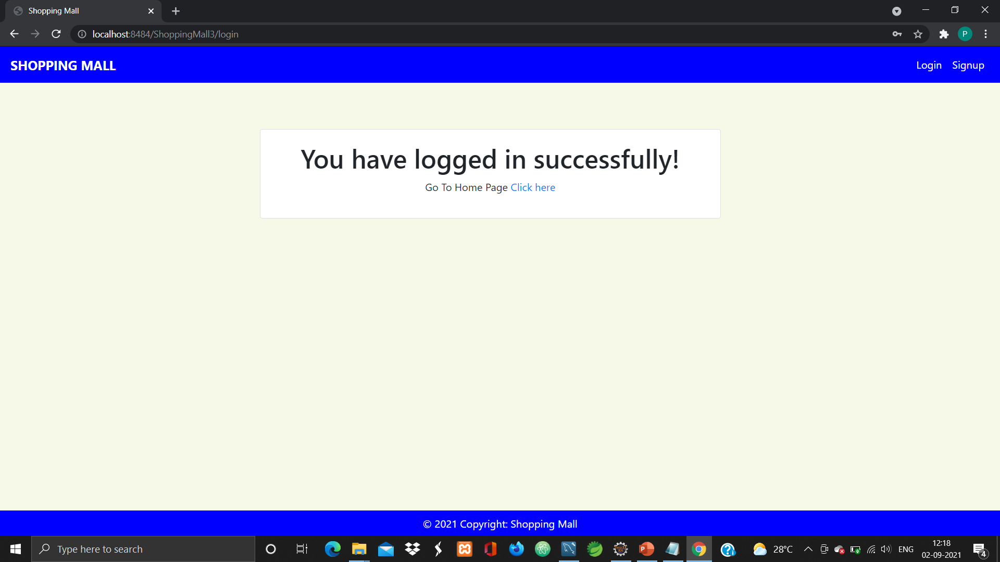 Shopping Mall
localhost:8484/ShoppingMall3/login
P
SHOPPING MALL
Login Signup
You have logged in successfully!
Go To Home Page Click here
© 2021 Copyright: Shopping Mall
Type here to search
28°C
ENG
12:18
02-09-2021
4